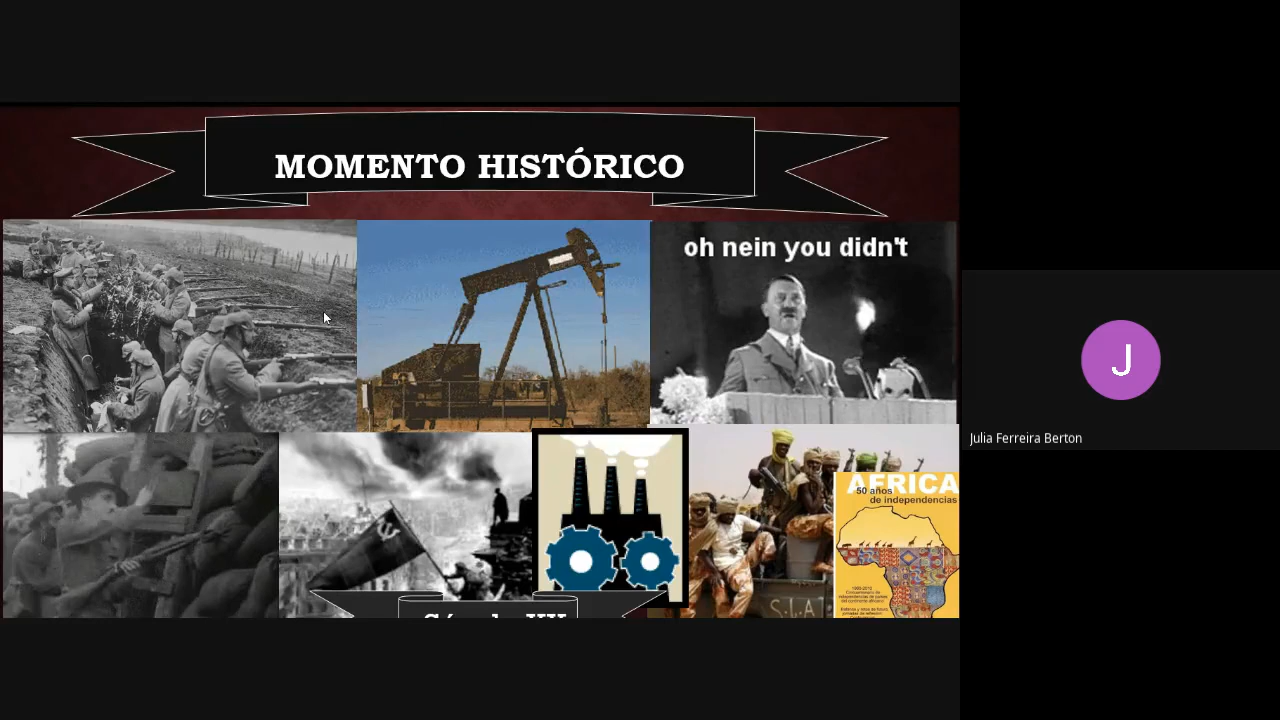 MOMENTO HISTÓRICO
oh nein you didn't
AFRICA
50 años
de independencias
S.L.A
J
Julia Ferreira Berton